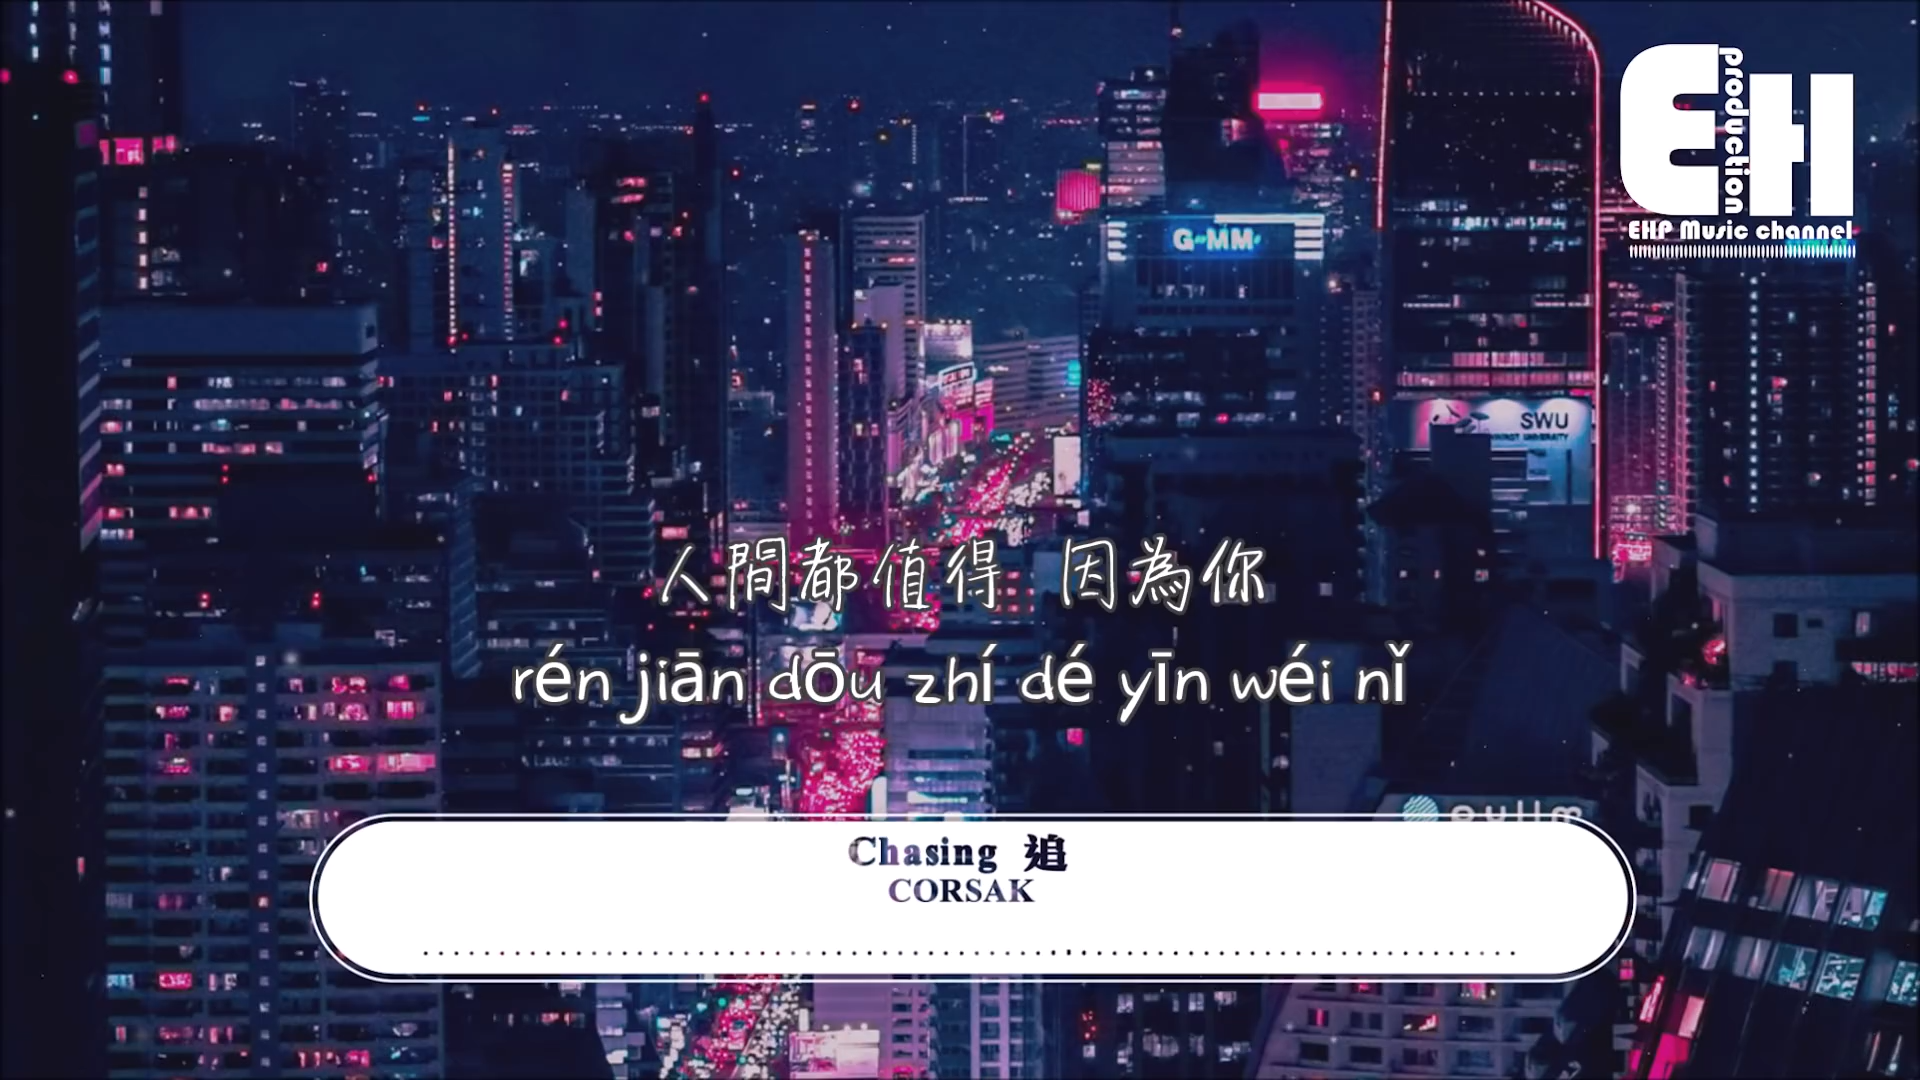 EH
production
EHP Music channel
G-MM
SWU
人間都值得 因為你
rén jiān dōu zhí dé yīn wéi nǐ
Chasing 追
CORSAK